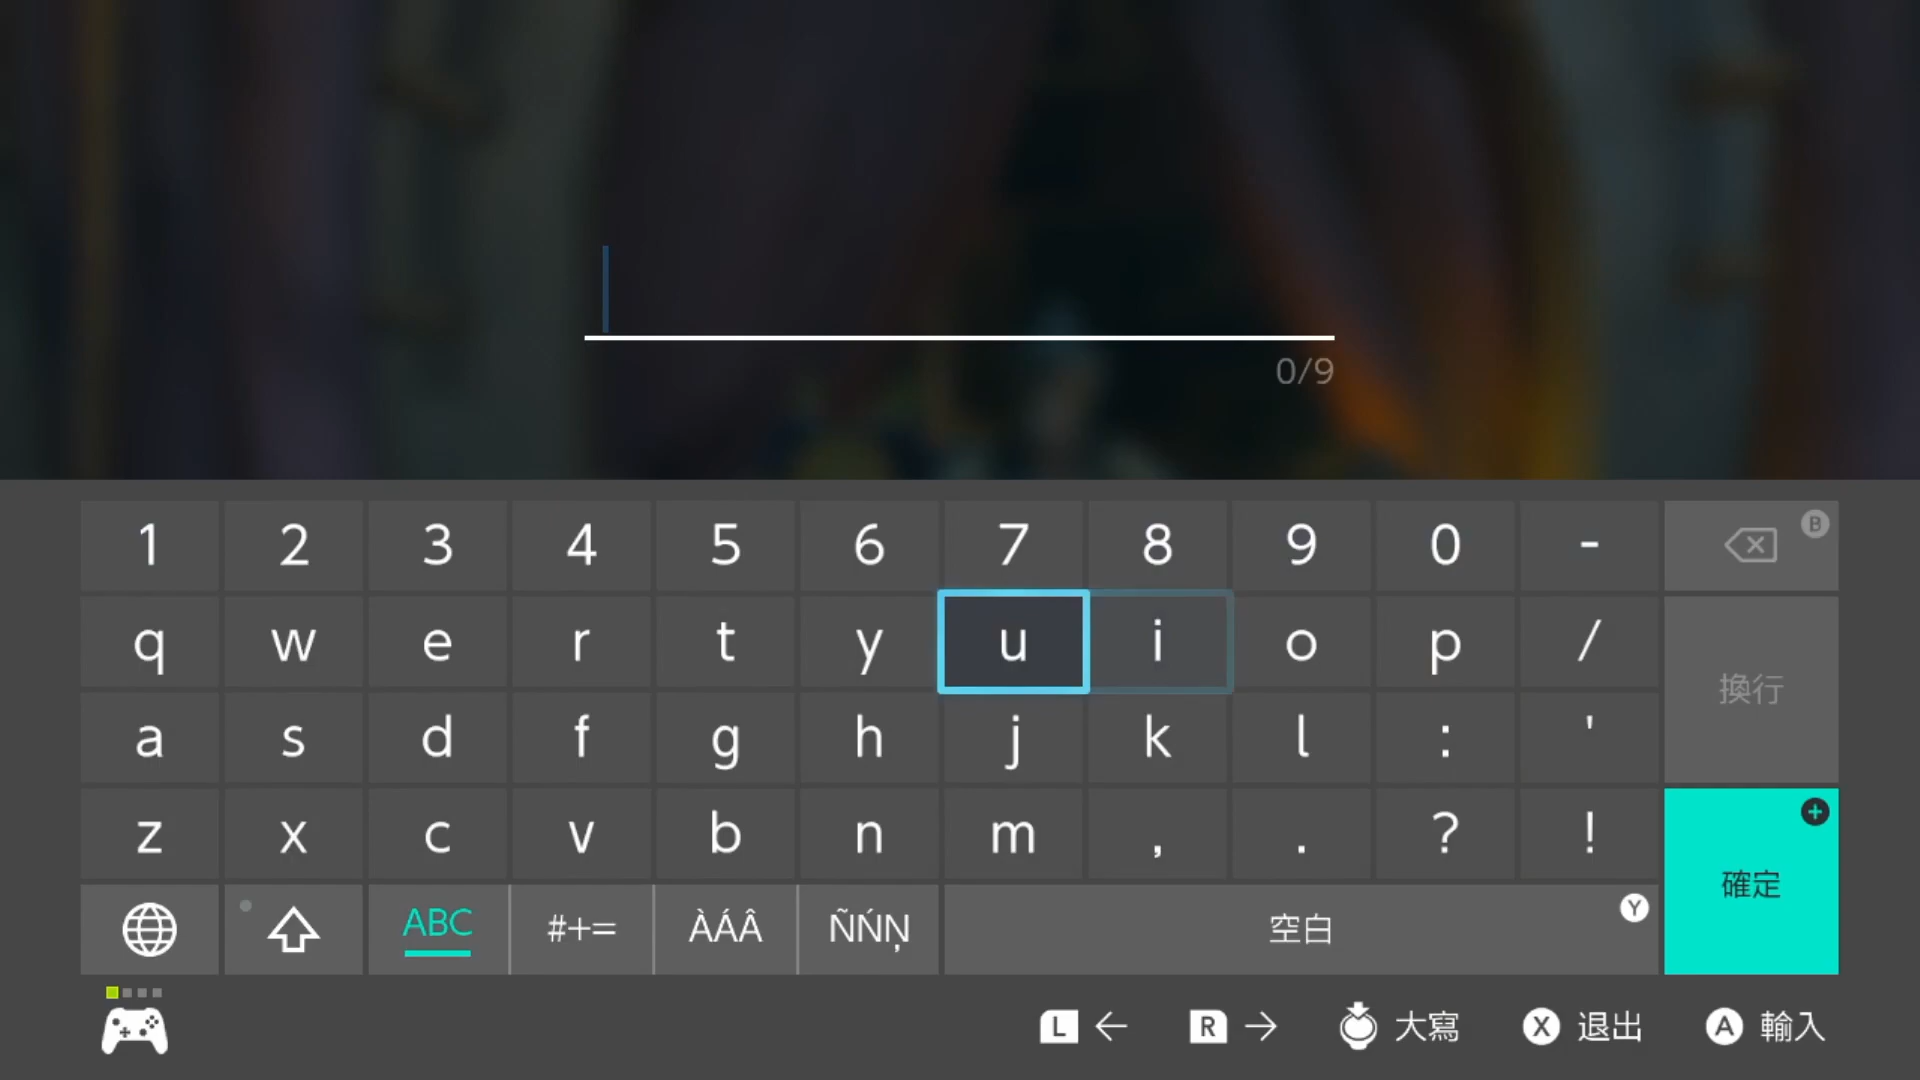 0/9
1 2 3 4 5 6 7 8 9 0 - B
q w e r t y u i o p /
換行
a s d f g h j k l : '
z x c v b n m , . ? ! +
確定
ABC #+= ÀÁÂ ÑŃŅ 空白 Y
L ← R → 大寫 X 退出 A 輸入